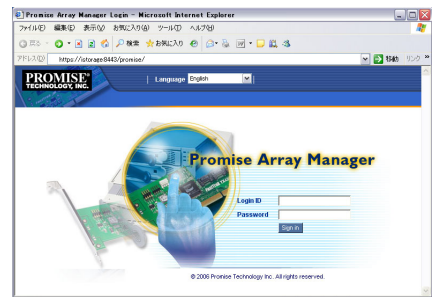 Promise Array Manager Login - Microsoft Internet Explorer
ファイル(F) 編集(E) 表示(V) お気に入り(A) ツール(T) ヘルプ(H)
検索 お気に入り
アドレス(D) https://istorage:8443/promise/ 移動 リンク »
PROMISE®
TECHNOLOGY, INC.
| Language English |
Promise Array Manager
Login ID
Password
Sign in
© 2006 Promise Technology Inc. All rights reserved.